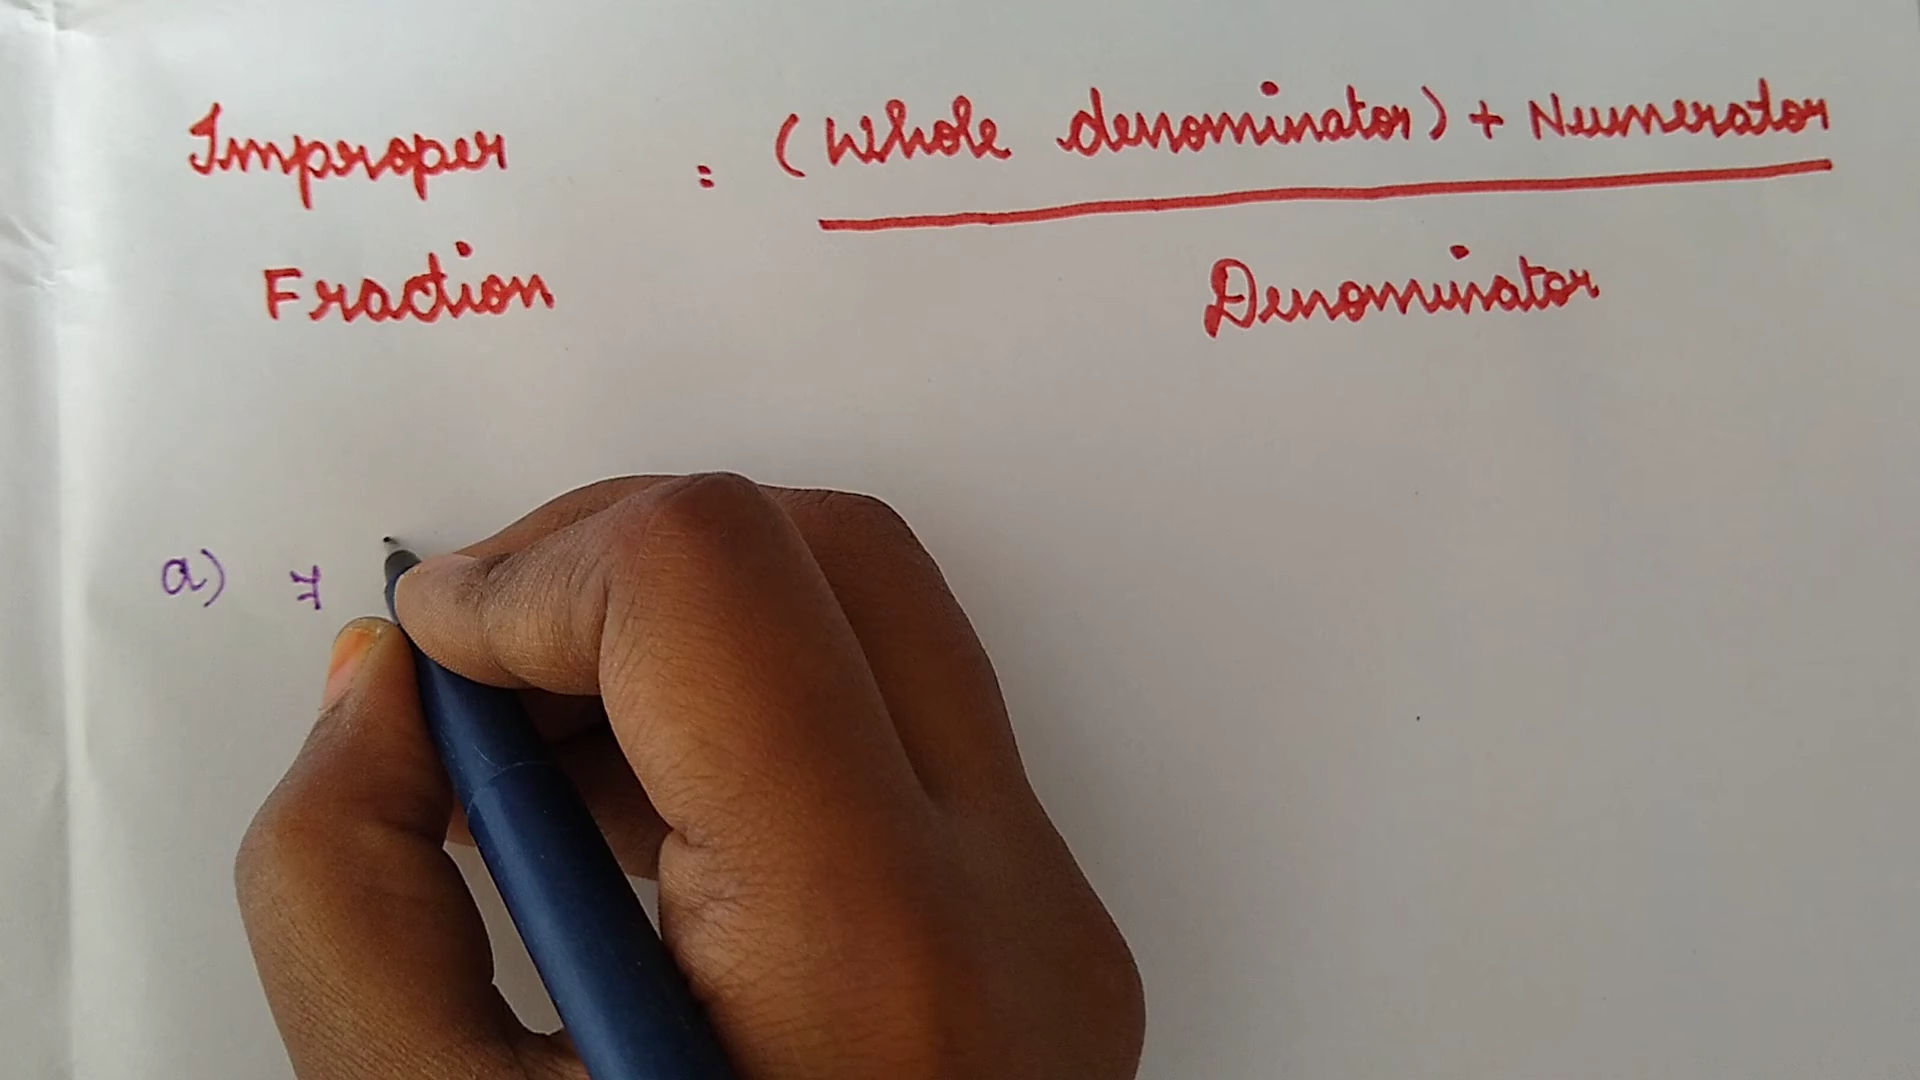 Improper : (Whole denominator) + Numerator
Fraction Denominator
a) 7